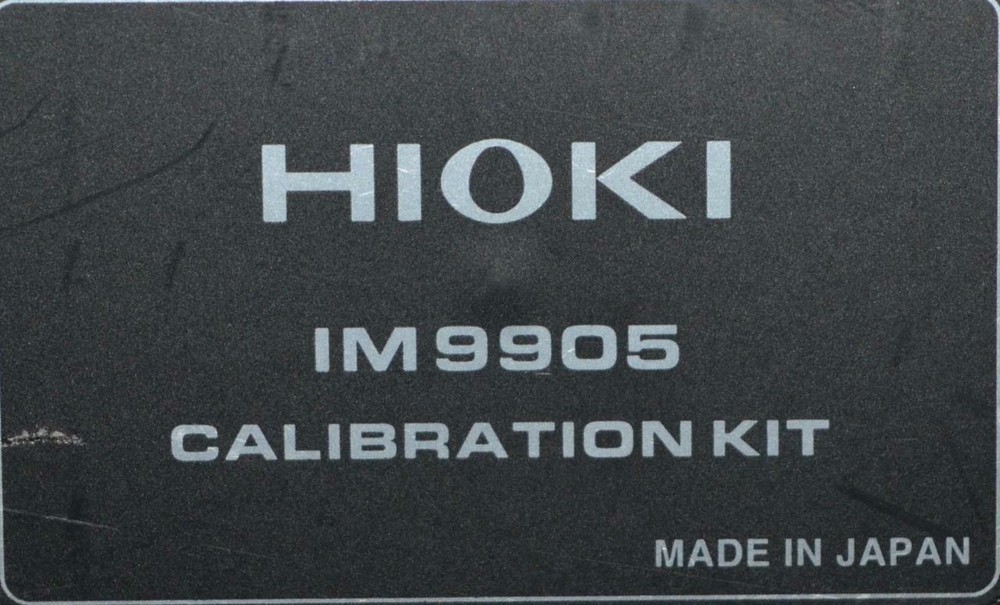 HIOKI
IM9905
CALIBRATION KIT
MADE IN JAPAN